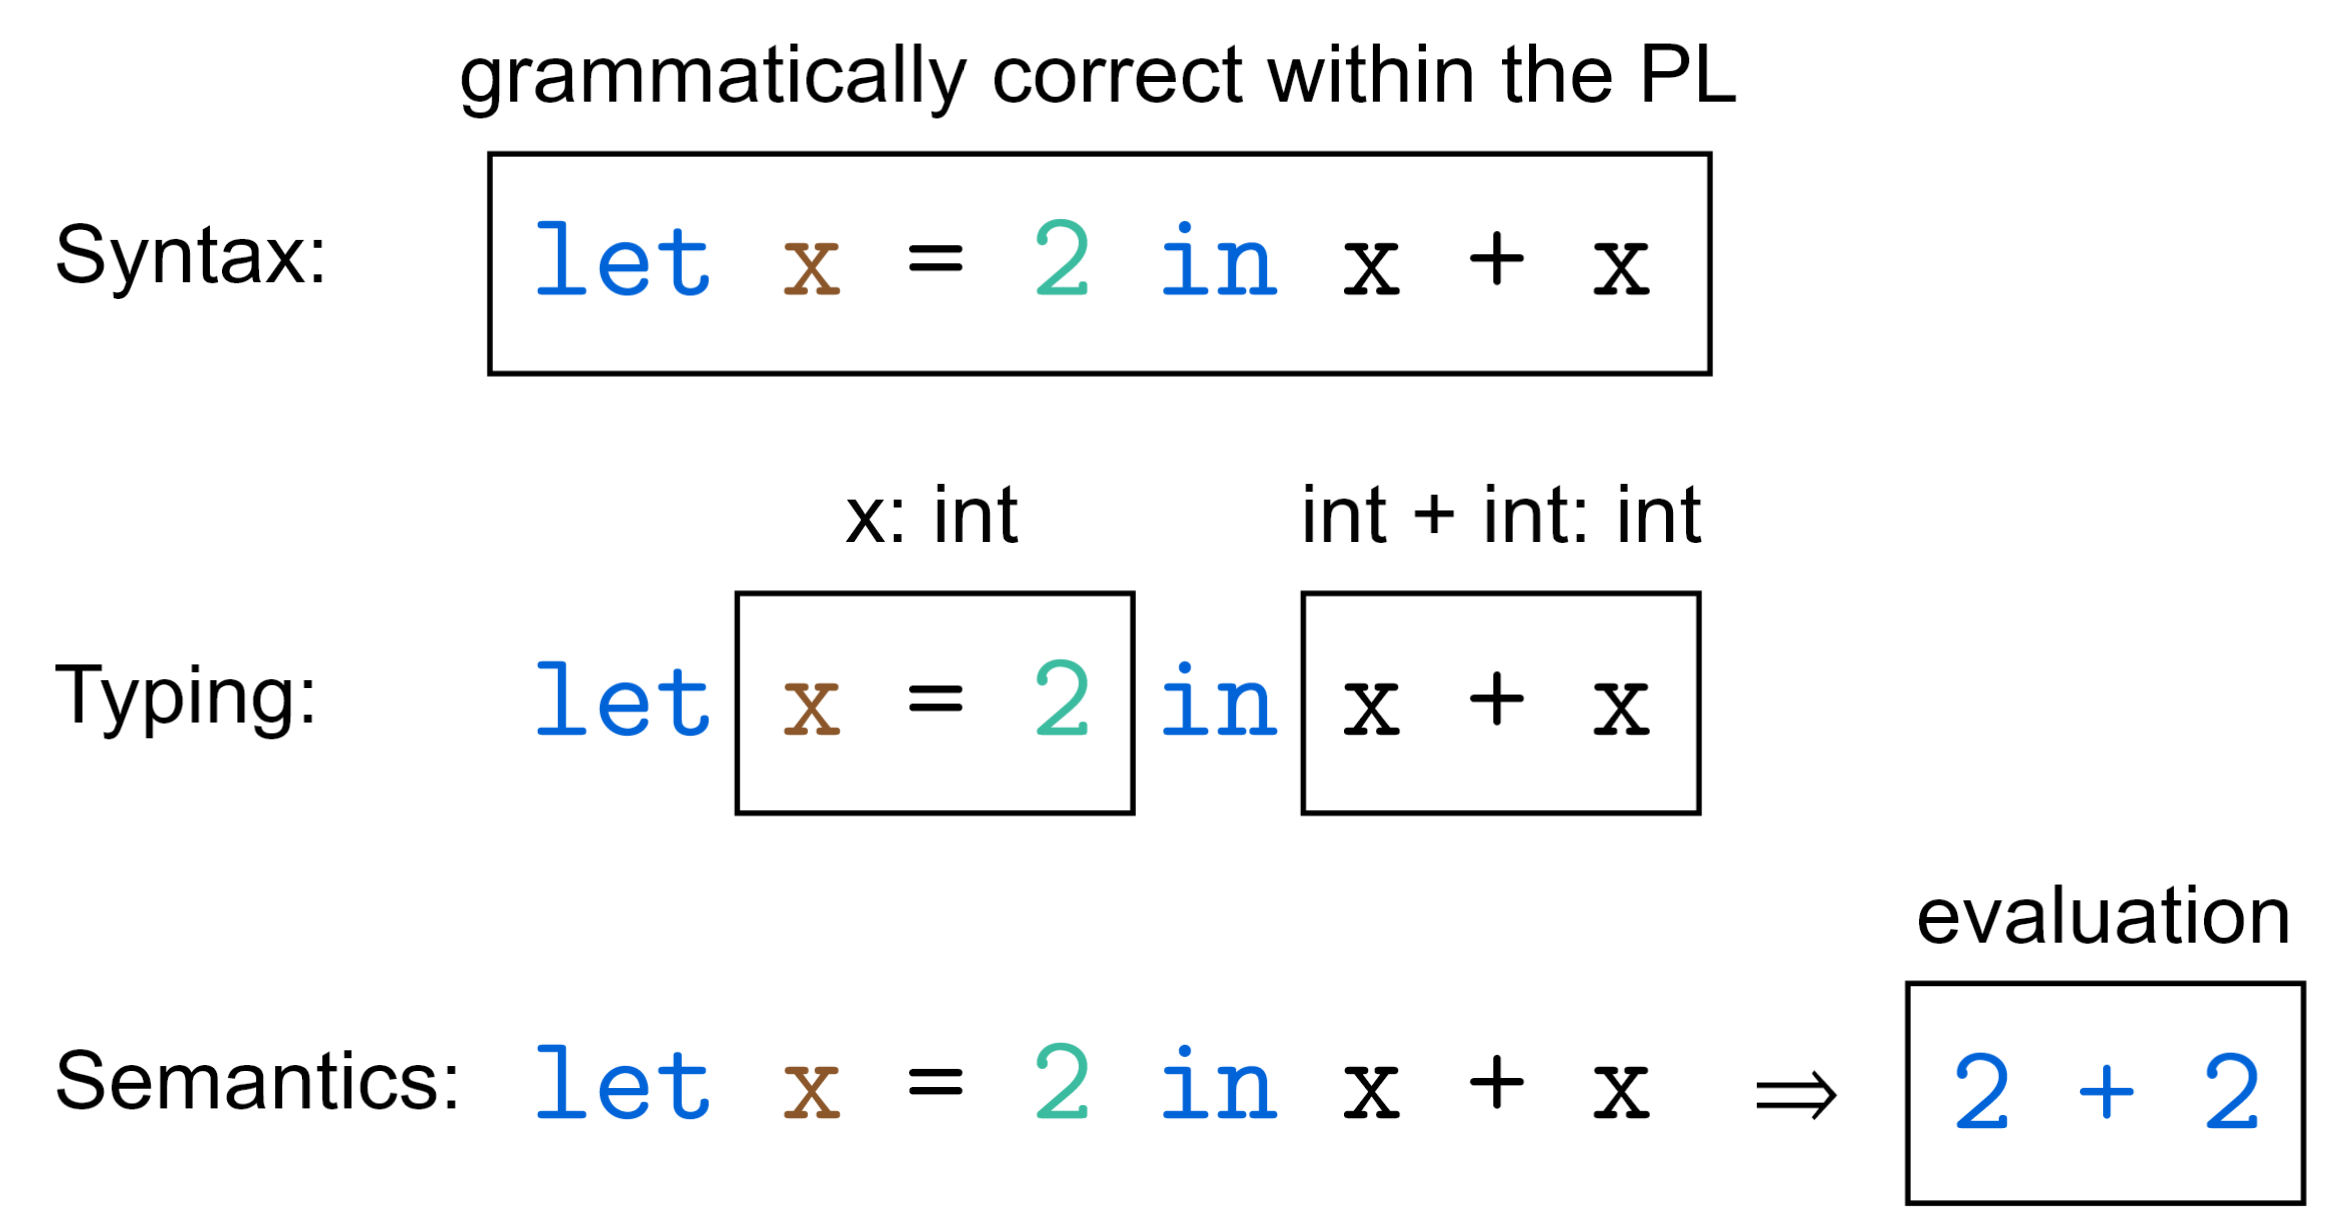 grammatically correct within the PL
Syntax: let x = 2 in x + x
x: int int + int: int
Typing: let x = 2 in x + x
evaluation
Semantics: let x = 2 in x + x ⇒ 2 + 2